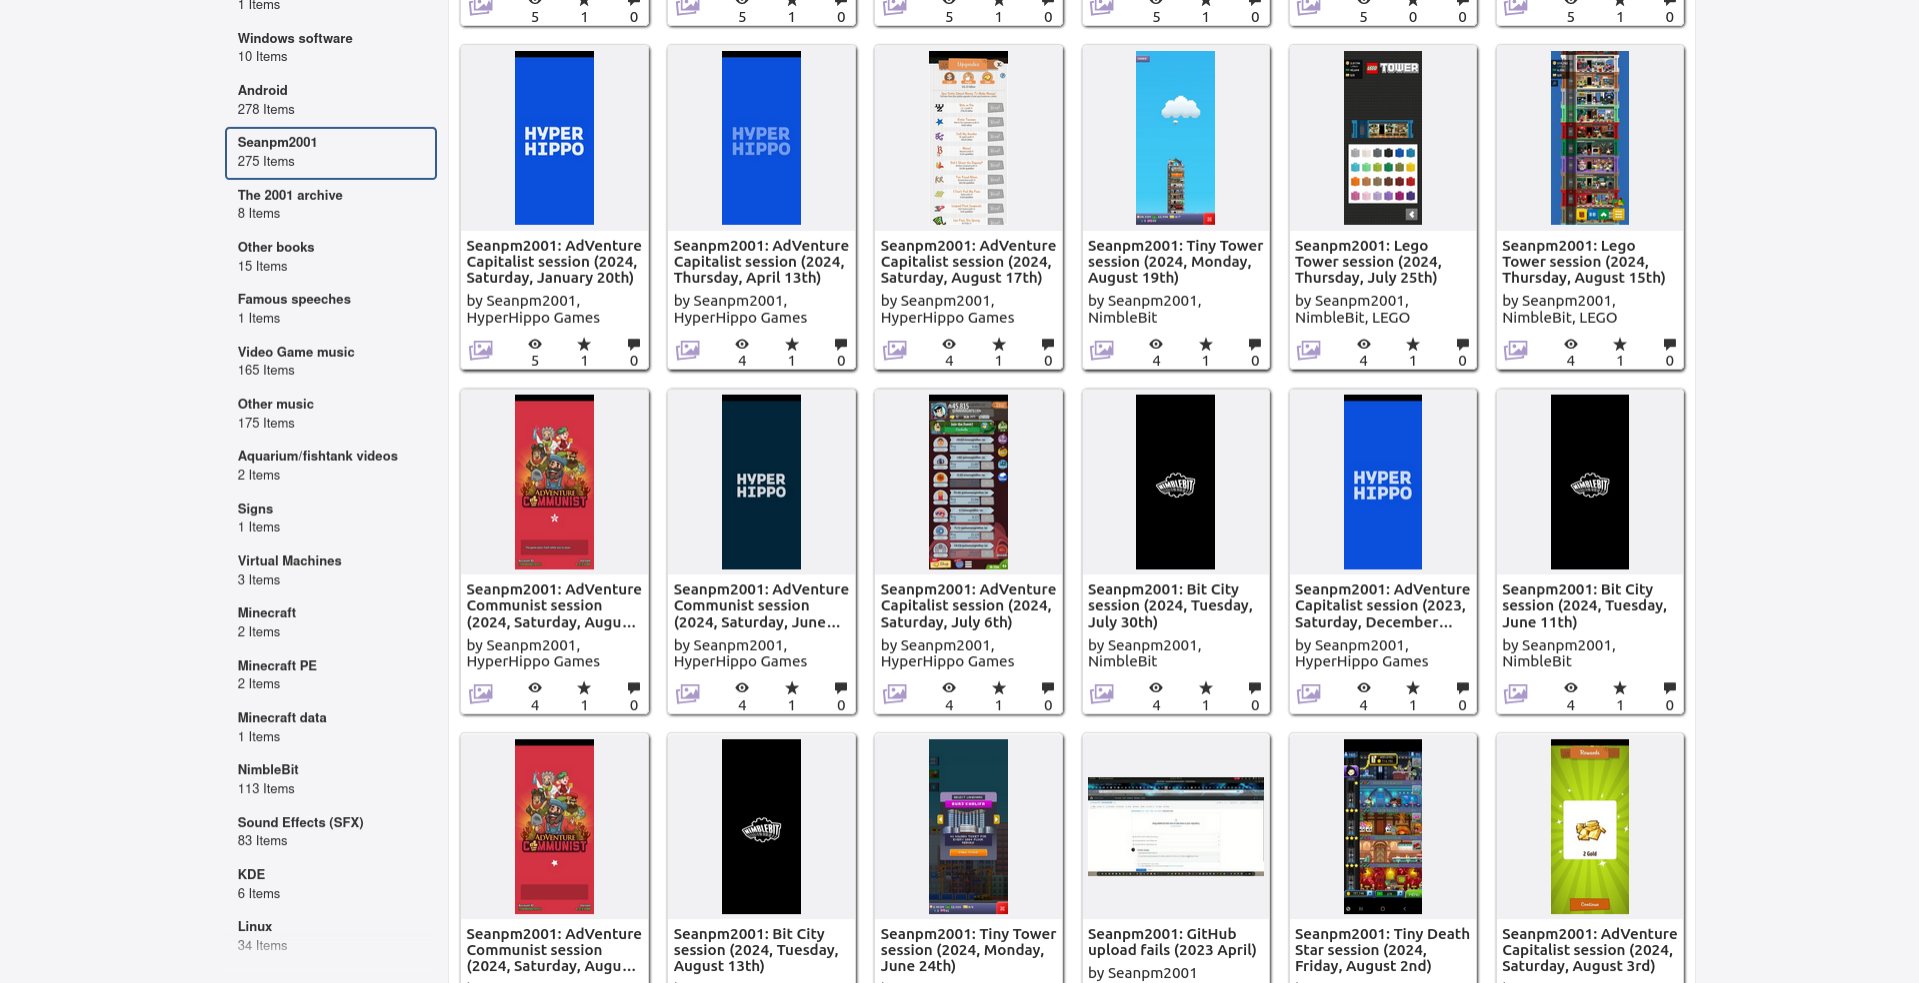 1 Items
Windows software
10 Items
Android
278 Items
Seanpm2001
275 Items
The 2001 archive
8 Items
Other books
15 Items
Famous speeches
1 Items
Video Game music
165 Items
Other music
175 Items
Aquarium/fishtank videos
2 Items
Signs
1 Items
Virtual Machines
3 Items
Minecraft
2 Items
Minecraft PE
2 Items
Minecraft data
1 Items
NimbleBit
113 Items
Sound Effects (SFX)
83 Items
KDE
6 Items
Linux
34 Items
5 1 0
5 1 0
5 1 0
5 1 0
5 0 0
5 1 0
HYPER
HIPPO
Seanpm2001: AdVenture
Capitalist session (2024,
Saturday, January 20th)
by Seanpm2001,
HyperHippo Games
5 1 0
HYPER
HIPPO
Seanpm2001: AdVenture
Capitalist session (2024,
Thursday, April 13th)
by Seanpm2001,
HyperHippo Games
4 1 0
Upgrades
Seanpm2001: AdVenture
Capitalist session (2024,
Saturday, August 17th)
by Seanpm2001,
HyperHippo Games
4 1 0
Seanpm2001: Tiny Tower
session (2024, Monday,
August 19th)
by Seanpm2001,
NimbleBit
4 1 0
LEGO TOWER
Seanpm2001: Lego
Tower session (2024,
Thursday, July 25th)
by Seanpm2001,
NimbleBit, LEGO
4 1 0
Seanpm2001: Lego
Tower session (2024,
Thursday, August 15th)
by Seanpm2001,
NimbleBit, LEGO
4 1 0
ADVENTURE
COMMUNIST
Seanpm2001: AdVenture
Communist session
(2024, Saturday, Augu...
by Seanpm2001,
HyperHippo Games
4 1 0
HYPER
HIPPO
Seanpm2001: AdVenture
Communist session
(2024, Saturday, June...
by Seanpm2001,
HyperHippo Games
4 1 0
Seanpm2001: AdVenture
Capitalist session (2024,
Saturday, July 6th)
by Seanpm2001,
HyperHippo Games
4 1 0
NIMBLEBIT
Seanpm2001: Bit City
session (2024, Tuesday,
July 30th)
by Seanpm2001,
NimbleBit
4 1 0
HYPER
HIPPO
Seanpm2001: AdVenture
Capitalist session (2023,
Saturday, December...
by Seanpm2001,
HyperHippo Games
4 1 0
NIMBLEBIT
Seanpm2001: Bit City
session (2024, Tuesday,
June 11th)
by Seanpm2001,
NimbleBit
4 1 0
ADVENTURE
COMMUNIST
Seanpm2001: AdVenture
Communist session
(2024, Saturday, Augu...
NIMBLEBIT
Seanpm2001: Bit City
session (2024, Tuesday,
August 13th)
Seanpm2001: Tiny Tower
session (2024, Monday,
June 24th)
Seanpm2001: GitHub
upload fails (2023 April)
by Seanpm2001
Seanpm2001: Tiny Death
Star session (2024,
Friday, August 2nd)
Rewards
2 Gold
Continue
Seanpm2001: AdVenture
Capitalist session (2024,
Saturday, August 3rd)